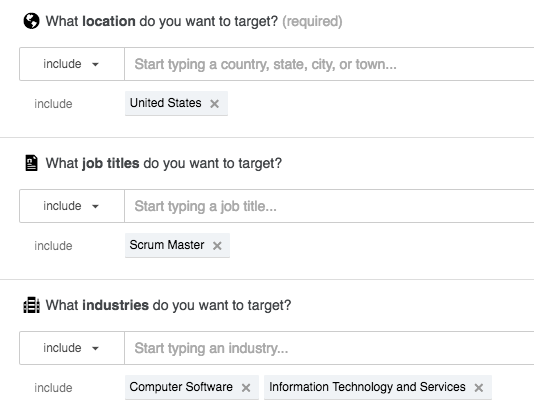 What location do you want to target? (required)
include Start typing a country, state, city, or town...
include United States ×
What job titles do you want to target?
include Start typing a job title...
include Scrum Master ×
What industries do you want to target?
include Start typing an industry...
include Computer Software × Information Technology and Services ×